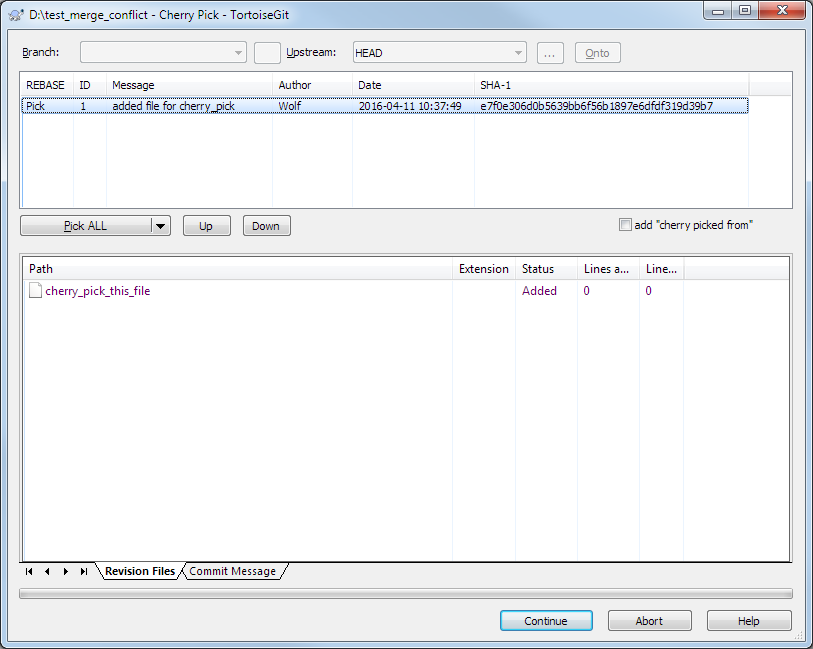 D:\test_merge_conflict - Cherry Pick - TortoiseGit
Branch: Upstream: HEAD ... Onto
REBASE ID Message Author Date SHA-1
Pick 1 added file for cherry_pick Wolf 2016-04-11 10:37:49 e7f0e306d0b5639bb6f56b1897e6dfdf319d39b7
Pick ALL Up Down add "cherry picked from"
Path Extension Status Lines a... Line...
cherry_pick_this_file Added 0 0
Revision Files Commit Message
Continue Abort Help